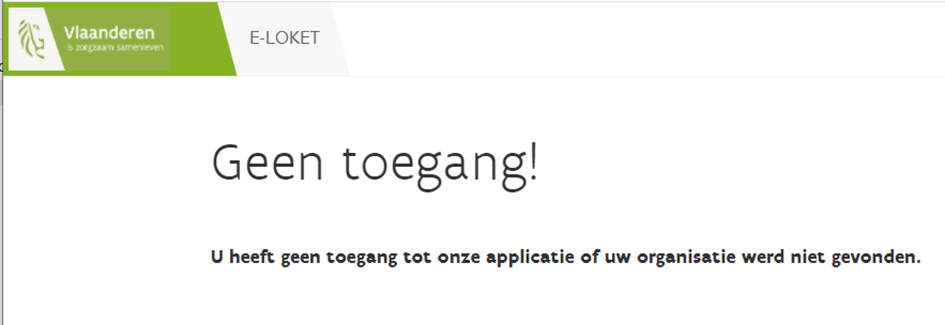 Vlaanderen
is zorgzaam samenleven
E-LOKET
Geen toegang!
U heeft geen toegang tot onze applicatie of uw organisatie werd niet gevonden.